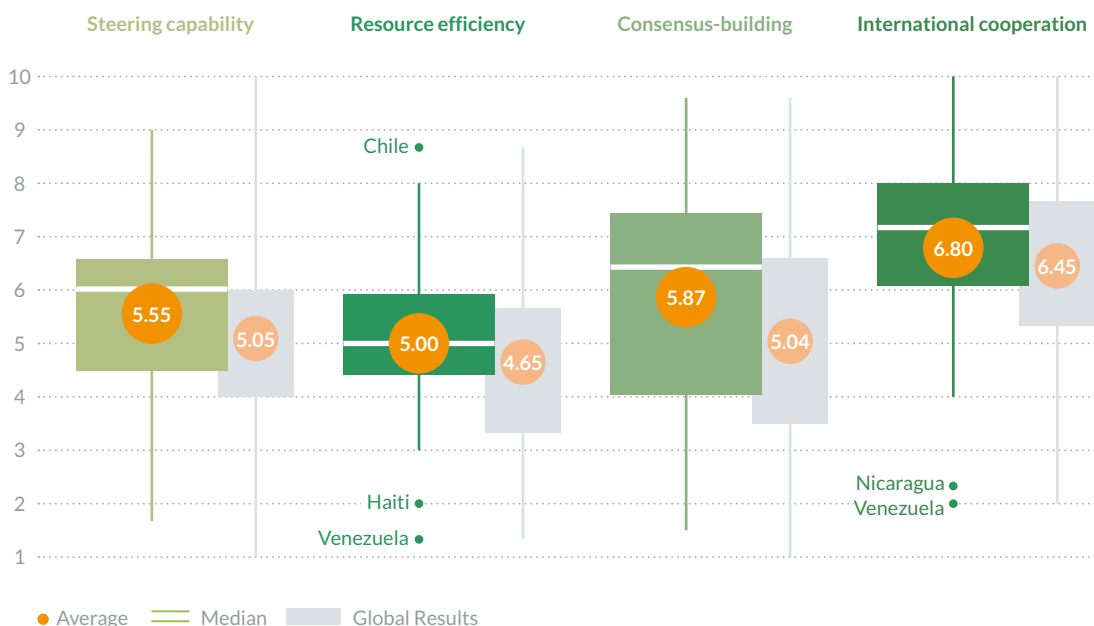 Steering capability Resource efficiency Consensus-building International cooperation
10
9
Chile
8
7
6.80
6.45
6
5.87
5.55
5.05
5.00
5.04
5
4.65
4
3
Nicaragua
Haiti
2
Venezuela
Venezuela
1
Average Median Global Results